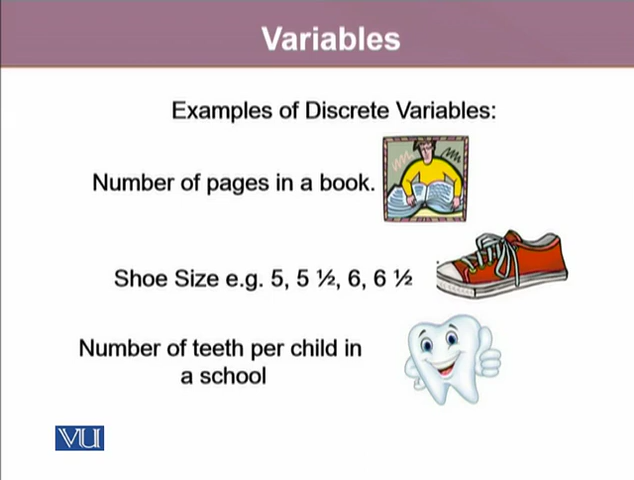 Variables
Examples of Discrete Variables:
Number of pages in a book.
Shoe Size e.g. 5, 5 ½, 6, 6 ½
Number of teeth per child in
a school
VU